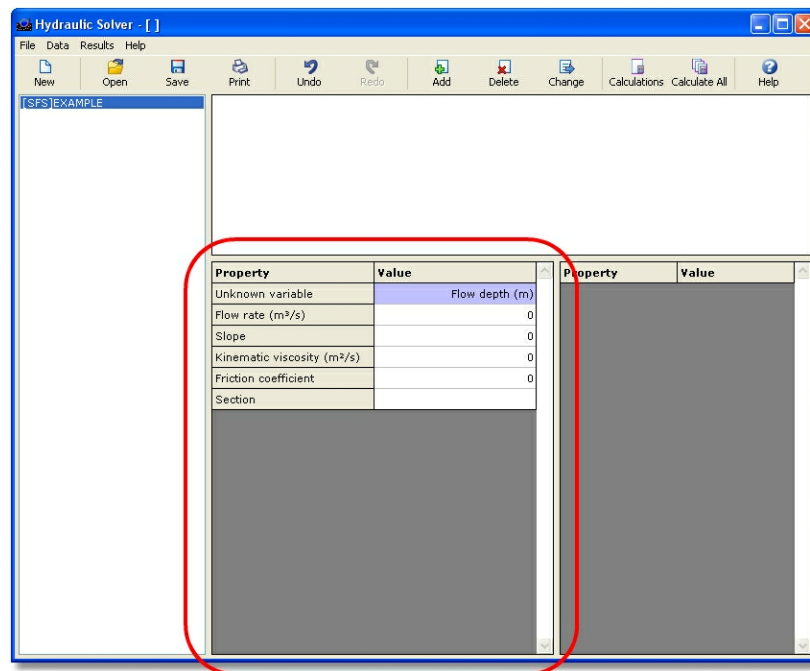 Hydraulic Solver - [ ]
File Data Results Help
New Open Save Print Undo Redo Add Delete Change Calculations Calculate All Help
[SFS]EXAMPLE
Property Value Property Value
Unknown variable Flow depth (m)
Flow rate (m³/s) 0
Slope 0
Kinematic viscosity (m²/s) 0
Friction coefficient 0
Section